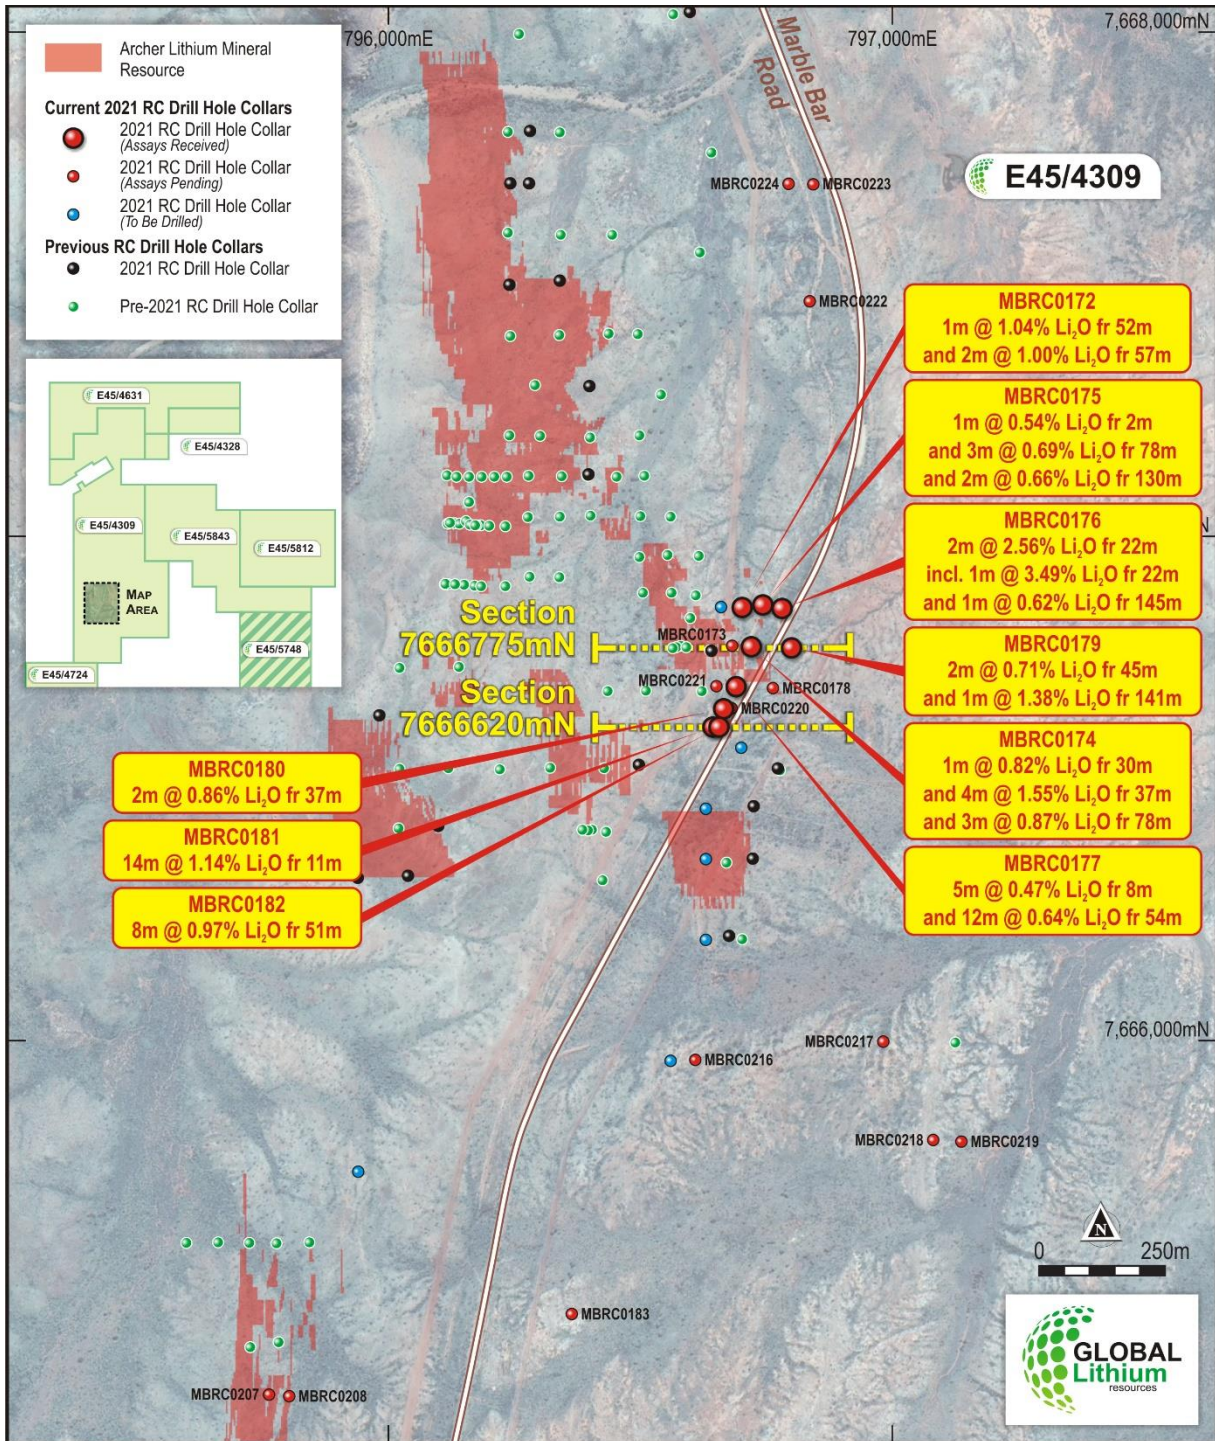 796,000mE
797,000mE
7,668,000mN
Archer Lithium Mineral
Resource
Current 2021 RC Drill Hole Collars
2021 RC Drill Hole Collar
(Assays Received)
2021 RC Drill Hole Collar
(Assays Pending)
2021 RC Drill Hole Collar
(To Be Drilled)
Previous RC Drill Hole Collars
2021 RC Drill Hole Collar
Pre-2021 RC Drill Hole Collar
Marble Bar
Road
E45/4309
MBRC0224
MBRC0223
MBRC0222
E45/4631
E45/4328
E45/4309
E45/5843
E45/5812
MAP
AREA
E45/5748
E45/4724
MBRC0172
1m @ 1.04% Li₂O fr 52m
and 2m @ 1.00% Li₂O fr 57m
MBRC0175
1m @ 0.54% Li₂O fr 2m
and 3m @ 0.69% Li₂O fr 78m
and 2m @ 0.66% Li₂O fr 130m
N
MBRC0176
2m @ 2.56% Li₂O fr 22m
incl. 1m @ 3.49% Li₂O fr 22m
and 1m @ 0.62% Li₂O fr 145m
Section
7666775mN
MBRC0173
MBRC0179
2m @ 0.71% Li₂O fr 45m
and 1m @ 1.38% Li₂O fr 141m
MBRC0221
MBRC0178
Section
7666620mN
MBRC0220
MBRC0174
1m @ 0.82% Li₂O fr 30m
and 4m @ 1.55% Li₂O fr 37m
and 3m @ 0.87% Li₂O fr 78m
MBRC0180
2m @ 0.86% Li₂O fr 37m
MBRC0181
14m @ 1.14% Li₂O fr 11m
MBRC0182
8m @ 0.97% Li₂O fr 51m
MBRC0177
5m @ 0.47% Li₂O fr 8m
and 12m @ 0.64% Li₂O fr 54m
7,666,000mN
MBRC0217
MBRC0216
MBRC0218
MBRC0219
N
0 250m
MBRC0183
MBRC0207
MBRC0208
GLOBAL
Lithium
resources